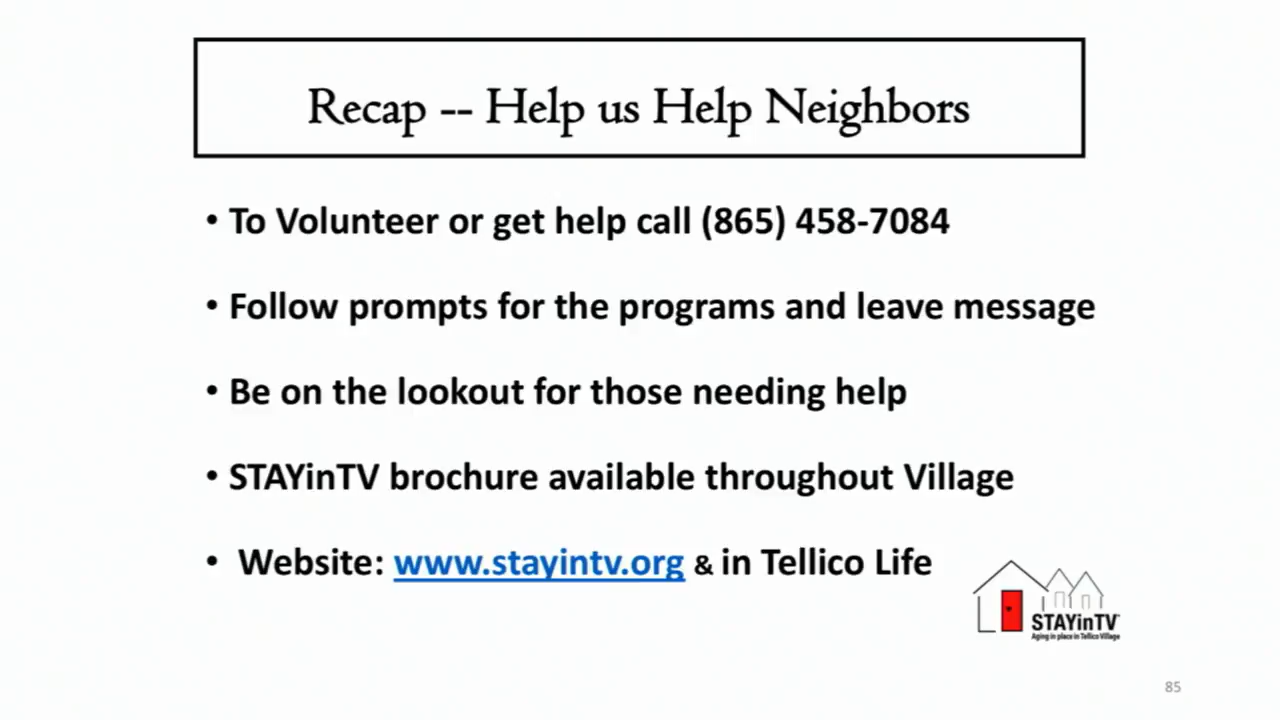 Recap -- Help us Help Neighbors
• To Volunteer or get help call (865) 458-7084
• Follow prompts for the programs and leave message
• Be on the lookout for those needing help
• STAYinTV brochure available throughout Village
• Website: www.stayintv.org & in Tellico Life
STAYinTV
Aging in place in Tellico Village
85